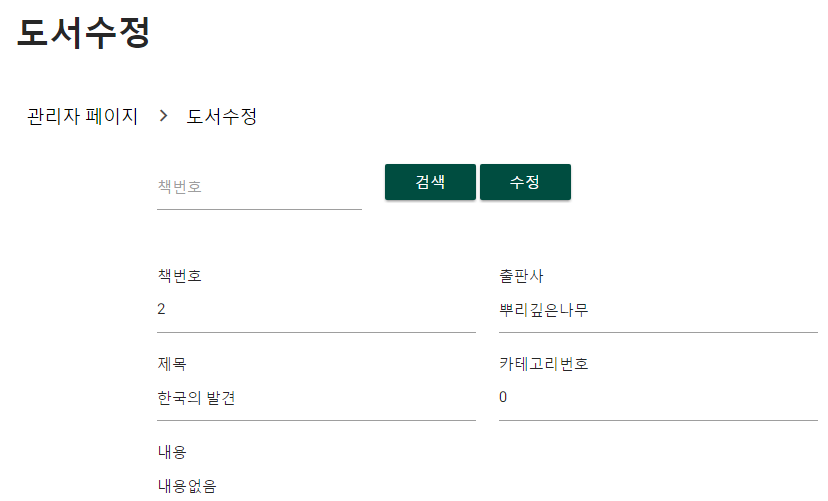 도서수정
관리자 페이지 > 도서수정
책번호
검색 수정
책번호
2
출판사
뿌리깊은나무
제목
한국의 발견
카테고리번호
0
내용
내용없음